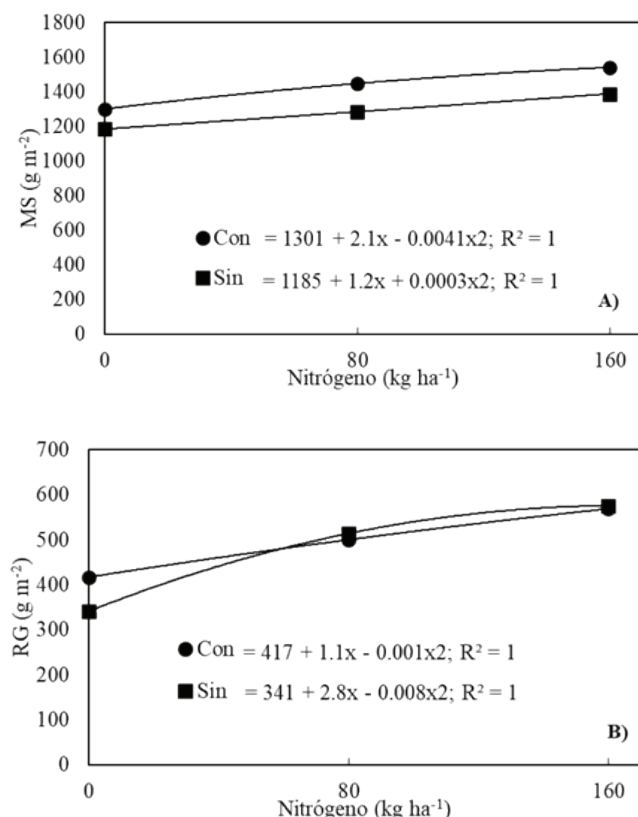 1800
1600
1400
1200
1000
800
600
400
200
0
MS (g m⁻²)
Con = 1301 + 2.1x - 0.0041x2; R² = 1
Sin = 1185 + 1.2x + 0.0003x2; R² = 1
A)
0 80 160
Nitrógeno (kg ha⁻¹)
700
600
500
400
300
200
100
0
RG (g m⁻²)
Con = 417 + 1.1x - 0.001x2; R² = 1
Sin = 341 + 2.8x - 0.008x2; R² = 1
B)
0 80 160
Nitrógeno (kg ha⁻¹)